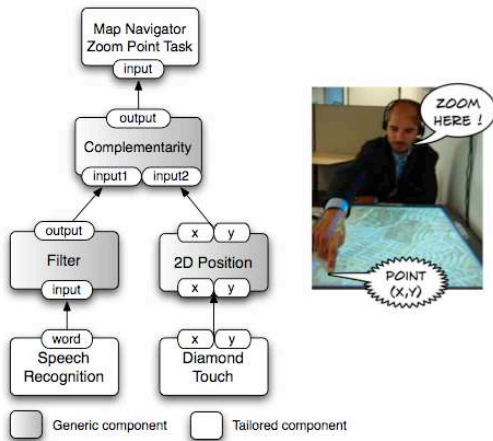 Map Navigator
Zoom Point Task
input
output
Complementarity
input1 input2
output
Filter
input
x y
2D Position
x y
word
Speech
Recognition
x y
Diamond
Touch
Generic component
Tailored component
ZOOM
HERE !
POINT
(X,Y)